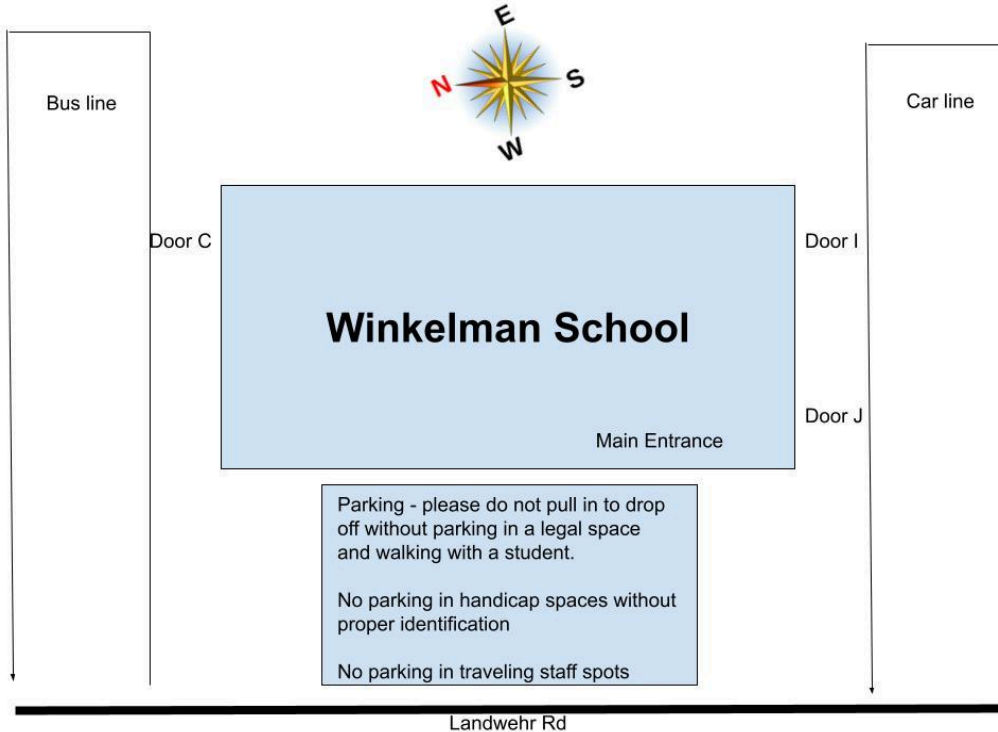 E
N
S
W
Bus line
Car line
Door C
Door I
Winkelman School
Door J
Main Entrance
Parking - please do not pull in to drop
off without parking in a legal space
and walking with a student.
No parking in handicap spaces without
proper identification
No parking in traveling staff spots
Landwehr Rd